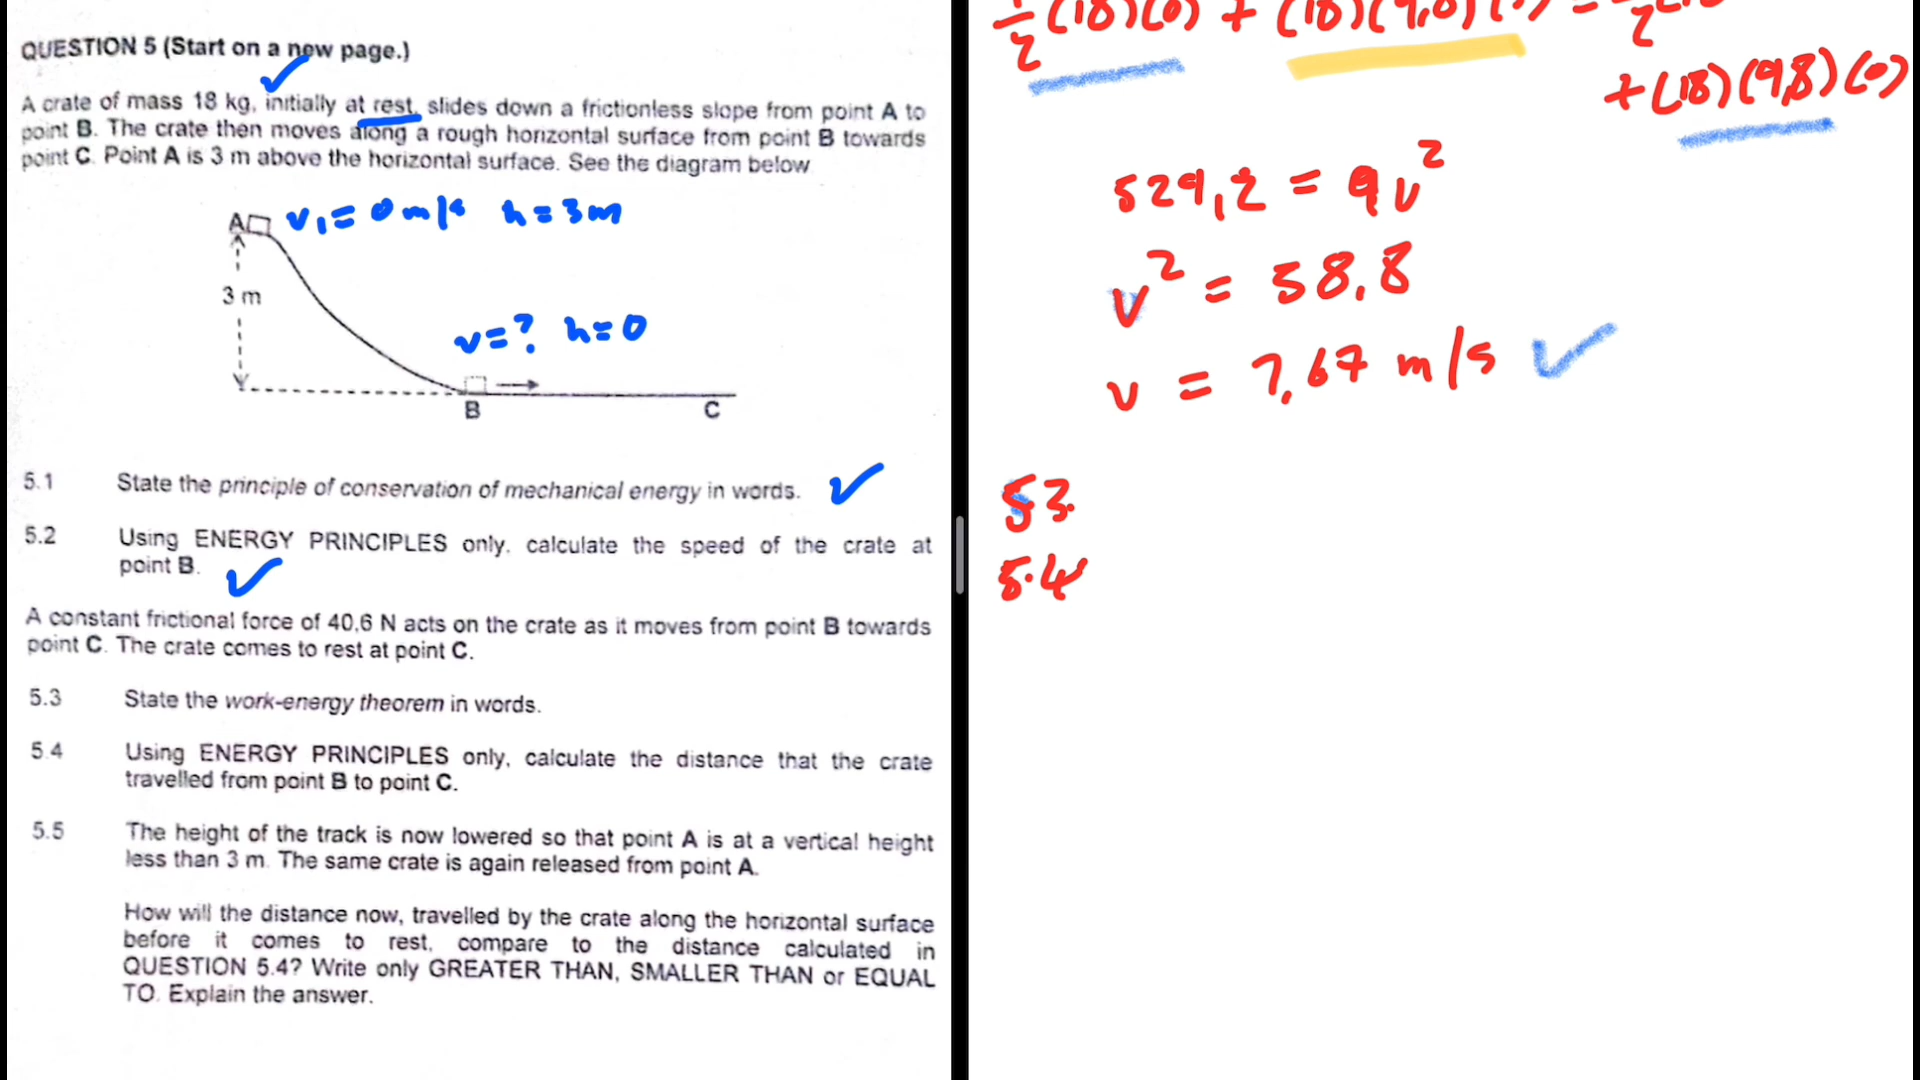 QUESTION 5 (Start on a new page.)
A crate of mass 18 kg, initially at rest, slides down a frictionless slope from point A to
point B. The crate then moves along a rough horizontal surface from point B towards
point C. Point A is 3 m above the horizontal surface. See the diagram below
A v₁ = 0 m/s h = 3m
3 m
v = ? h = 0
B C
5.1 State the principle of conservation of mechanical energy in words.
5.2 Using ENERGY PRINCIPLES only, calculate the speed of the crate at
point B.
A constant frictional force of 40,6 N acts on the crate as it moves from point B towards
point C. The crate comes to rest at point C.
5.3 State the work-energy theorem in words.
5.4 Using ENERGY PRINCIPLES only, calculate the distance that the crate
travelled from point B to point C.
5.5 The height of the track is now lowered so that point A is at a vertical height
less than 3 m. The same crate is again released from point A.
How will the distance now, travelled by the crate along the horizontal surface
before it comes to rest, compare to the distance calculated in
QUESTION 5.4? Write only GREATER THAN, SMALLER THAN or EQUAL
TO. Explain the answer.
½(18)(0) + (18)(9,8)
+ (18)(9,8)(0)
529,2 = 9v²
v² = 58,8
v = 7,67 m/s
53.
5.4